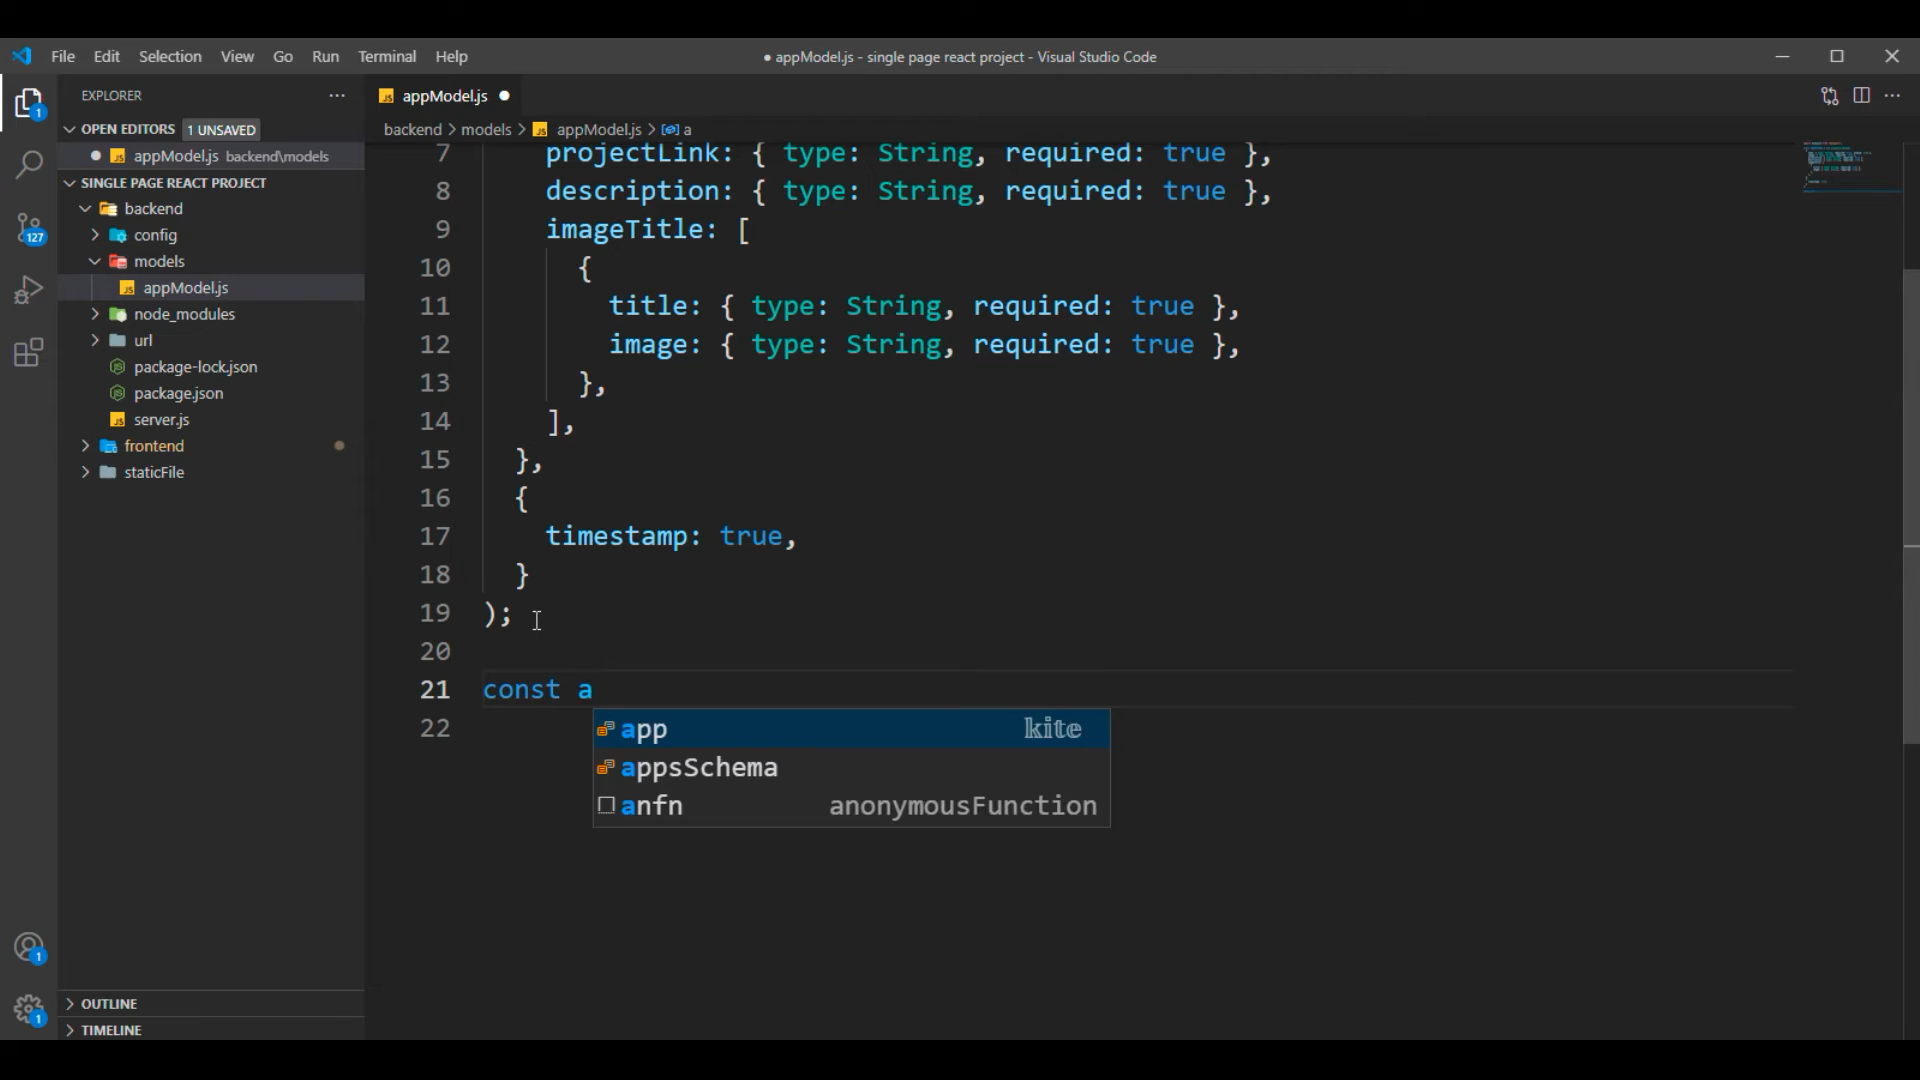 File Edit Selection View Go Run Terminal Help
● appModel.js - single page react project - Visual Studio Code
EXPLORER
OPEN EDITORS 1 UNSAVED
appModel.js backend\models
SINGLE PAGE REACT PROJECT
backend
config
models
appModel.js
node_modules
url
package-lock.json
package.json
server.js
frontend
staticFile
OUTLINE
TIMELINE
1
127
1
1
appModel.js
backend > models > appModel.js > a
7 projectLink: { type: String, required: true },
8 description: { type: String, required: true },
9 imageTitle: [
10 {
11 title: { type: String, required: true },
12 image: { type: String, required: true },
13 },
14 ],
15 },
16 {
17 timestamp: true,
18 }
19 );
20
21 const a
22
app kite
appsSchema
anfn anonymousFunction